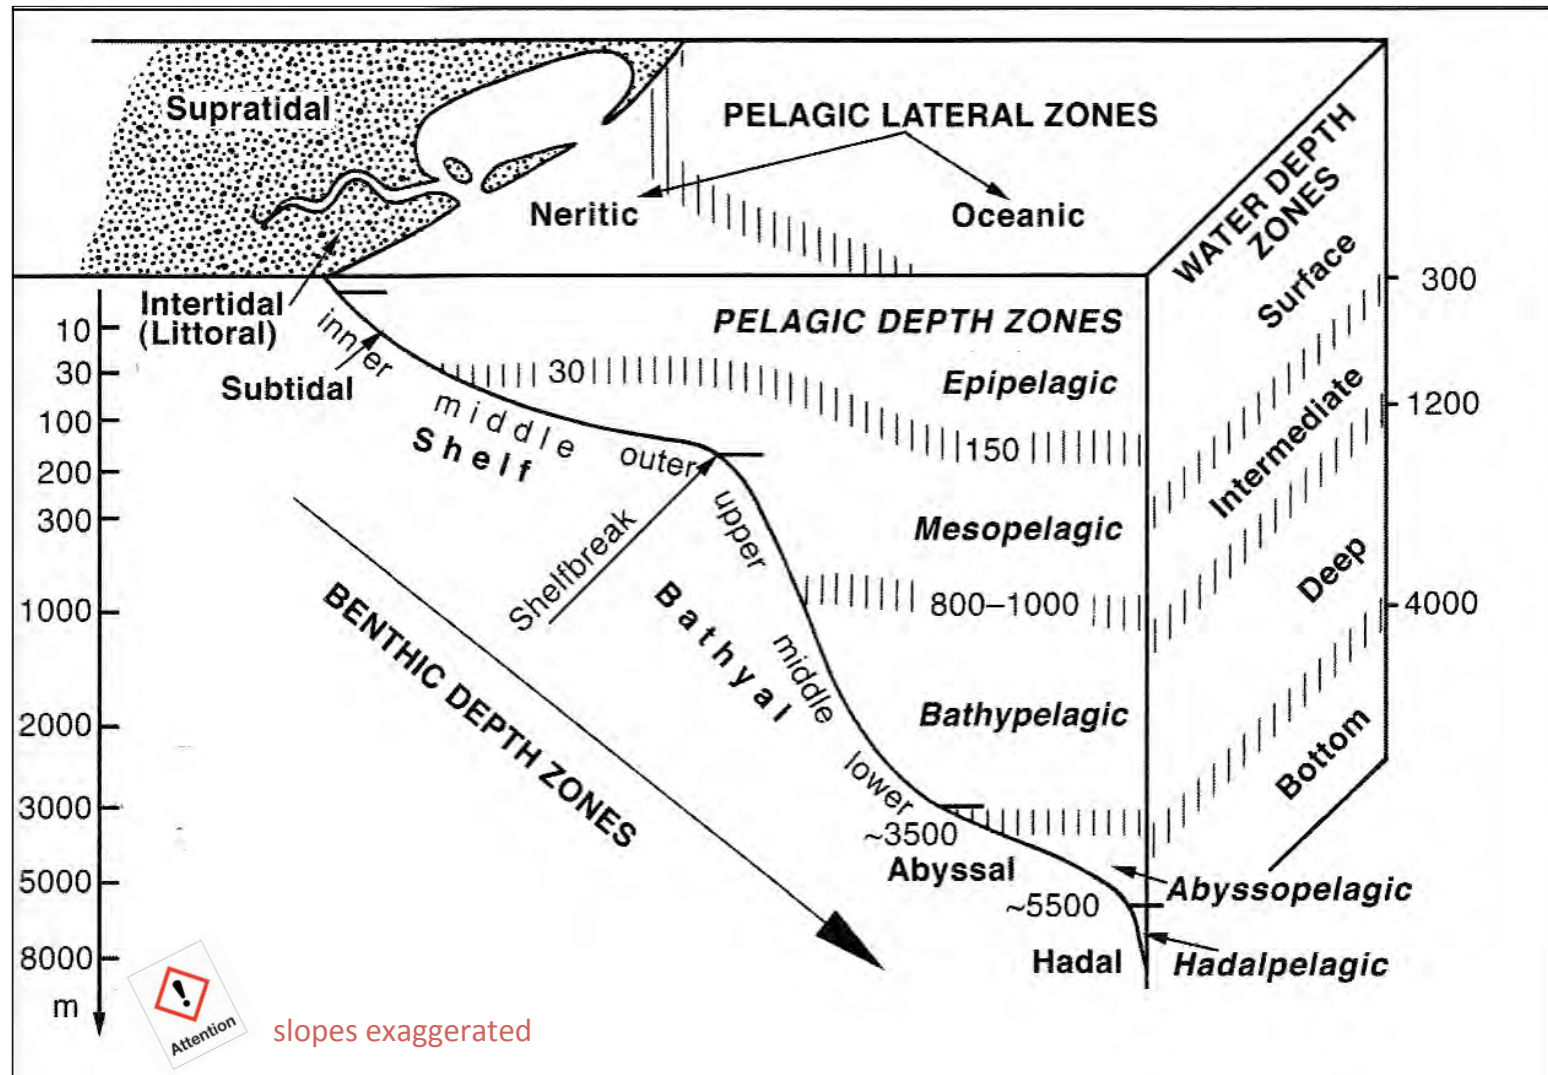 Supratidal
PELAGIC LATERAL ZONES
Neritic
Oceanic
WATER DEPTH
ZONES
Surface
Intermediate
Deep
Bottom
300
1200
4000
Intertidal
(Littoral)
Subtidal
PELAGIC DEPTH ZONES
Epipelagic
30
150
Mesopelagic
800–1000
Bathypelagic
~3500
Abyssal
~5500
Abyssopelagic
Hadal
Hadalpelagic
inner
middle
outer
Shelf
Shelfbreak
upper
middle
lower
Bathyal
BENTHIC DEPTH ZONES
10
30
100
200
300
1000
2000
3000
5000
8000
m
!
Attention
slopes exaggerated